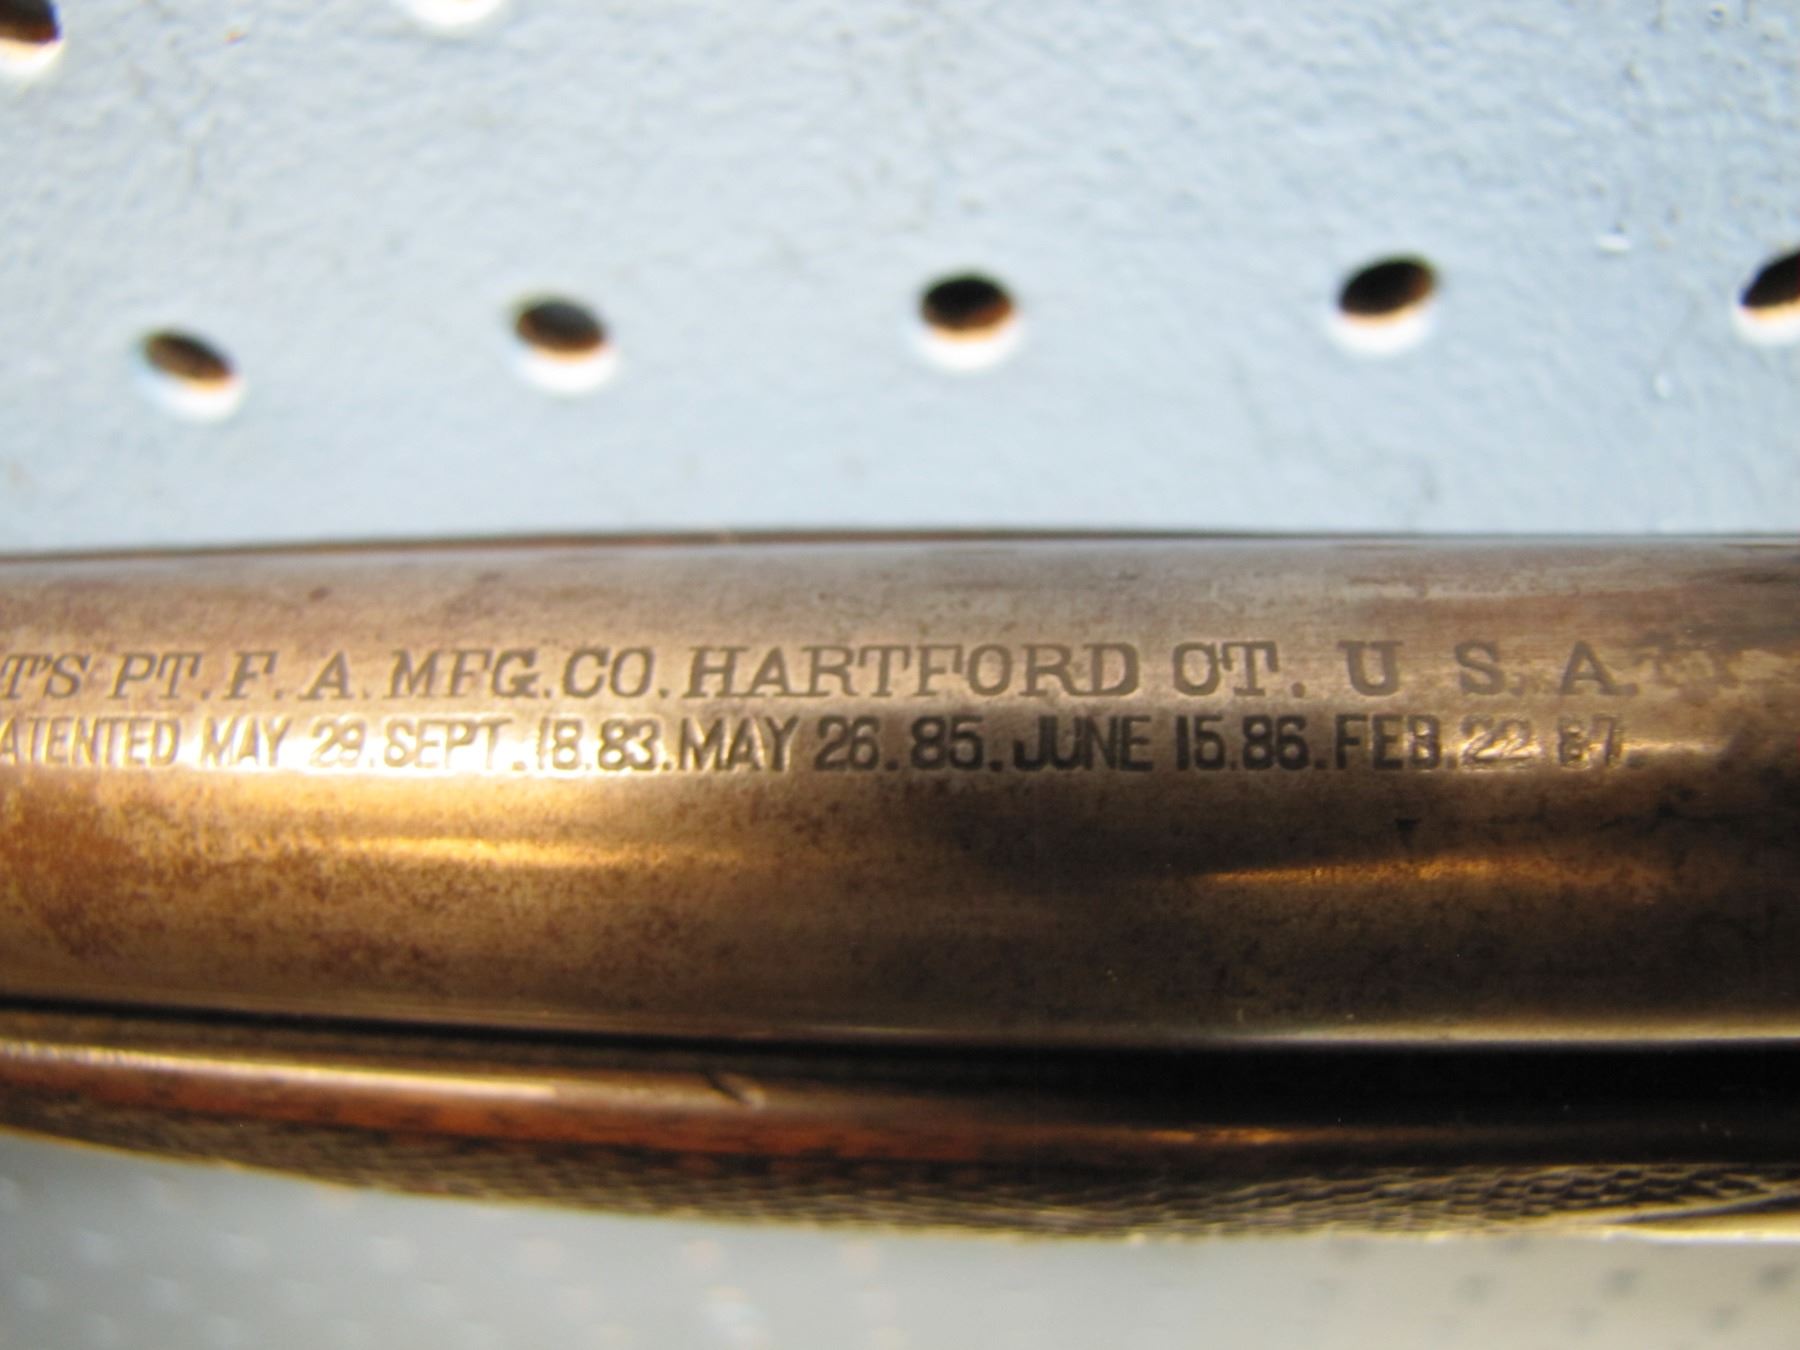 T'S PT. F. A. MFG. CO. HARTFORD CT. U. S. A.
ATENTED MAY 29. SEPT. 18.83. MAY 26. 85. JUNE 15.86. FEB. 22 87.